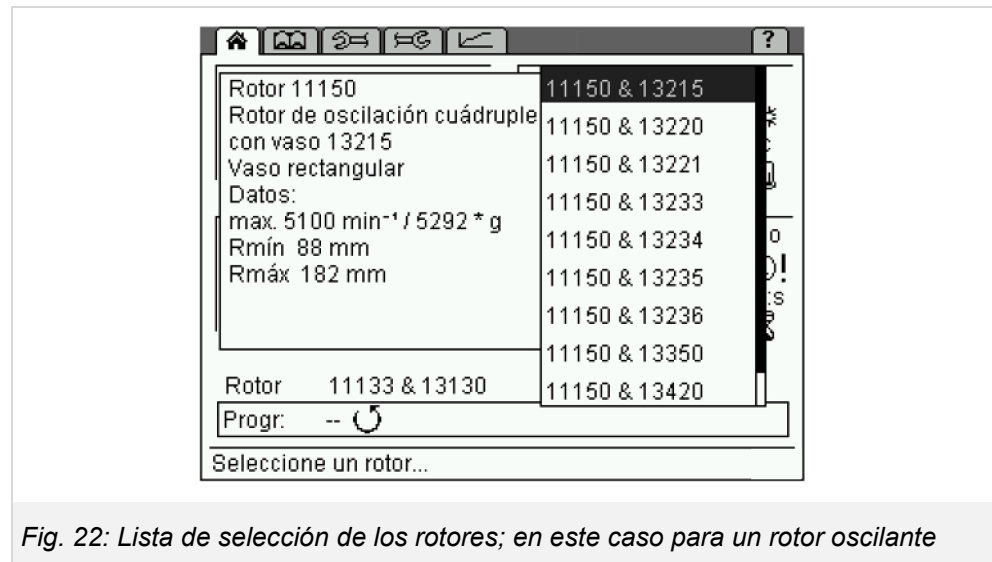 ?
Rotor 11150
Rotor de oscilación cuádruple
con vaso 13215
Vaso rectangular
Datos:
max. 5100 min⁻¹ / 5292 * g
Rmín 88 mm
Rmáx 182 mm
11150 & 13215
11150 & 13220
11150 & 13221
11150 & 13233
11150 & 13234
11150 & 13235
11150 & 13236
11150 & 13350
11150 & 13420
Rotor 11133 & 13130
Progr: --
Seleccione un rotor...
Fig. 22: Lista de selección de los rotores; en este caso para un rotor oscilante